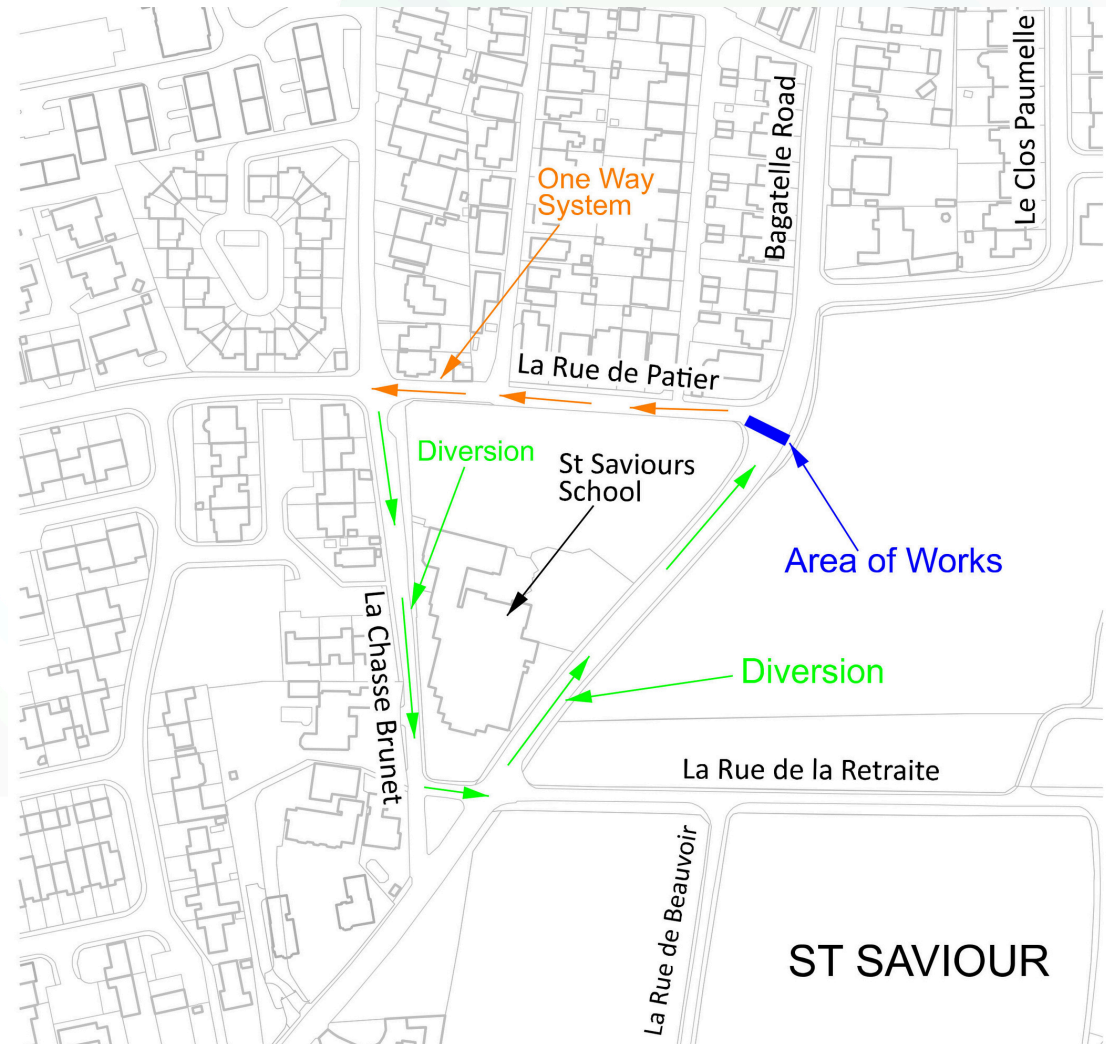 Le Clos Paumelle
Bagatelle Road
One Way
System
La Rue de Patier
Diversion
St Saviours
School
Area of Works
La Chasse Brunet
Diversion
La Rue de la Retraite
La Rue de Beauvoir
ST SAVIOUR